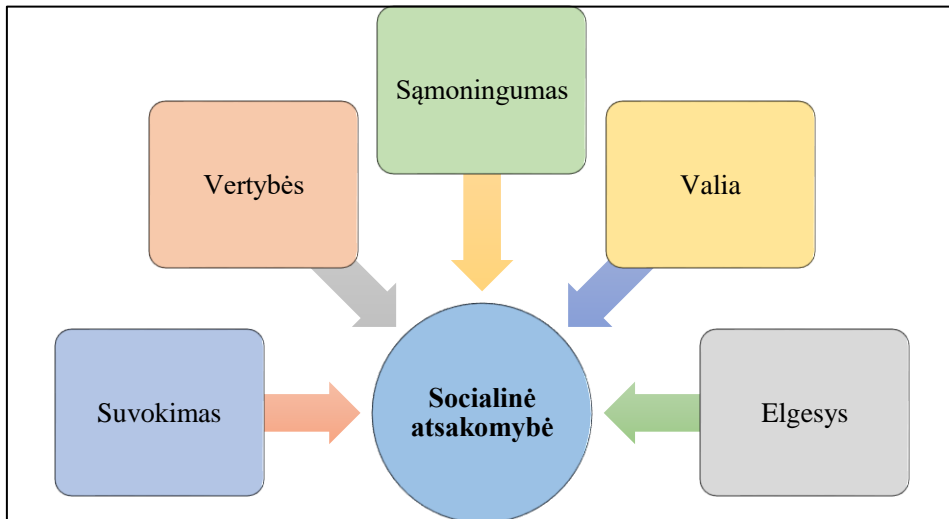 Sąmoningumas
Vertybės
Valia
Suvokimas
Socialinė
atsakomybė
Elgesys